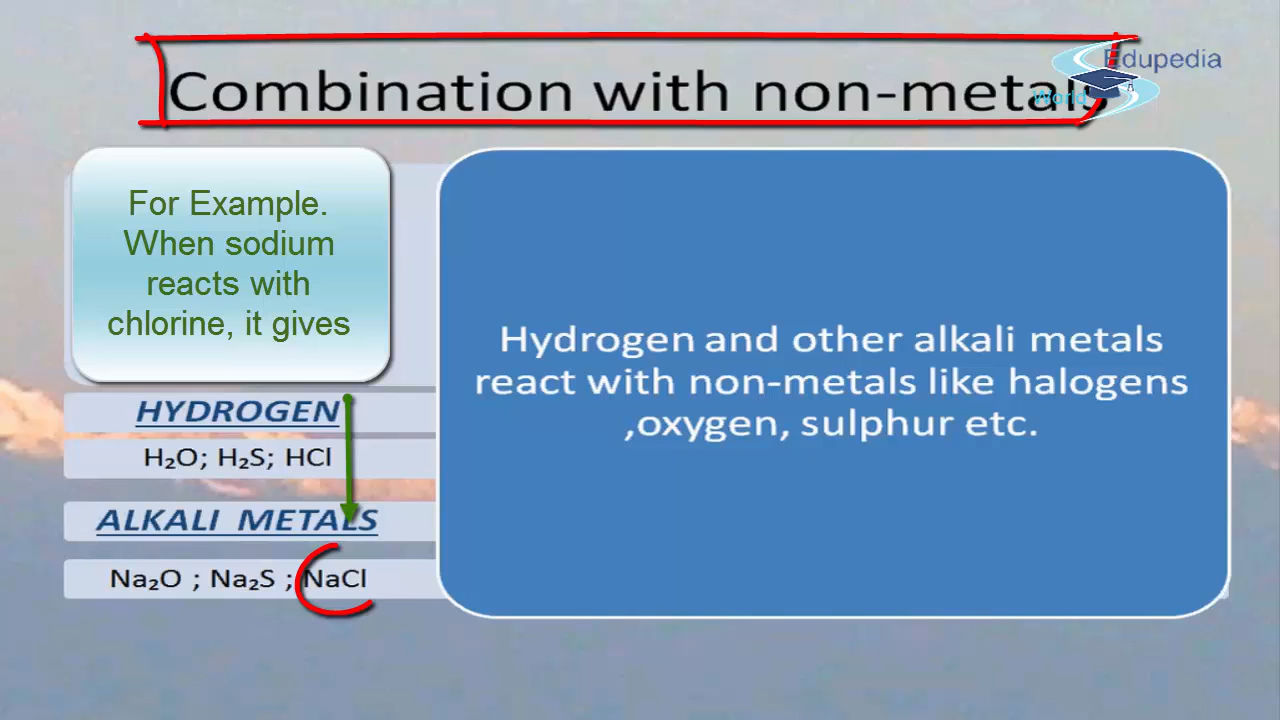 Combination with non-metals
Edupedia
World
For Example.
When sodium
reacts with
chlorine, it gives
HYDROGEN
H₂O; H₂S; HCl
ALKALI METALS
Na₂O ; Na₂S ; NaCl
Hydrogen and other alkali metals
react with non-metals like halogens
,oxygen, sulphur etc.